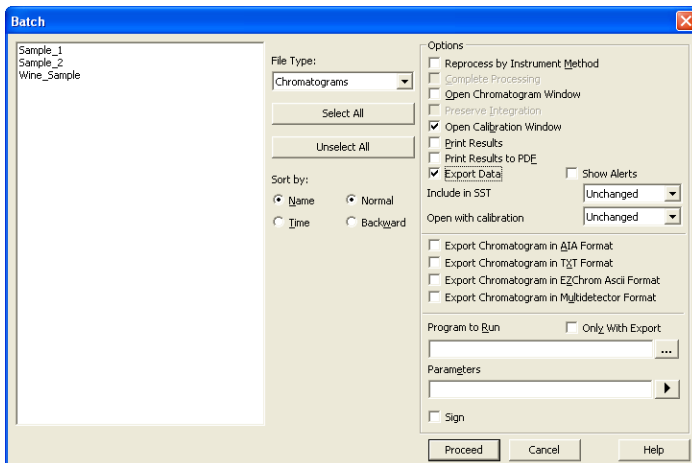 Batch
Sample_1
Sample_2
Wine_Sample
File Type:
Chromatograms
Select All
Unselect All
Sort by:
Name Normal
Time Backward
Options
Reprocess by Instrument Method
Complete Processing
Open Chromatogram Window
Preserve Integration
Open Calibration Window
Print Results
Print Results to PDF
Export Data Show Alerts
Include in SST Unchanged
Open with calibration Unchanged
Export Chromatogram in AIA Format
Export Chromatogram in TXT Format
Export Chromatogram in EZChrom Ascii Format
Export Chromatogram in Multidetector Format
Program to Run Only With Export
...
Parameters
Sign
Proceed Cancel Help